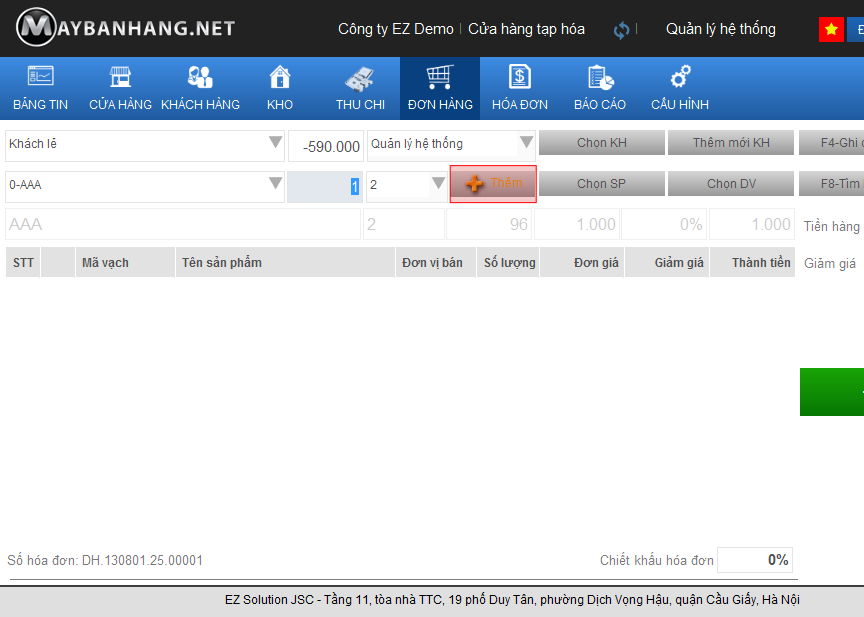 MAYBANHANG.NET
Công ty EZ Demo | Cửa hàng tạp hóa | Quản lý hệ thống
BẢNG TIN CỬA HÀNG KHÁCH HÀNG KHO THU CHI ĐƠN HÀNG HÓA ĐƠN BÁO CÁO CẤU HÌNH
Khách lẻ -590.000 Quản lý hệ thống Chọn KH Thêm mới KH F4-Ghi
0-AAA 1 2 Thêm Chọn SP Chọn DV F8-Tìm
AAA 2 96 1.000 0% 1.000 Tiền hàng
STT Mã vạch Tên sản phẩm Đơn vị bán Số lượng Đơn giá Giảm giá Thành tiền Giảm giá
Số hóa đơn: DH.130801.25.00001 Chiết khấu hóa đơn 0%
EZ Solution JSC - Tầng 11, tòa nhà TTC, 19 phố Duy Tân, phường Dịch Vọng Hậu, quận Cầu Giấy, Hà Nội